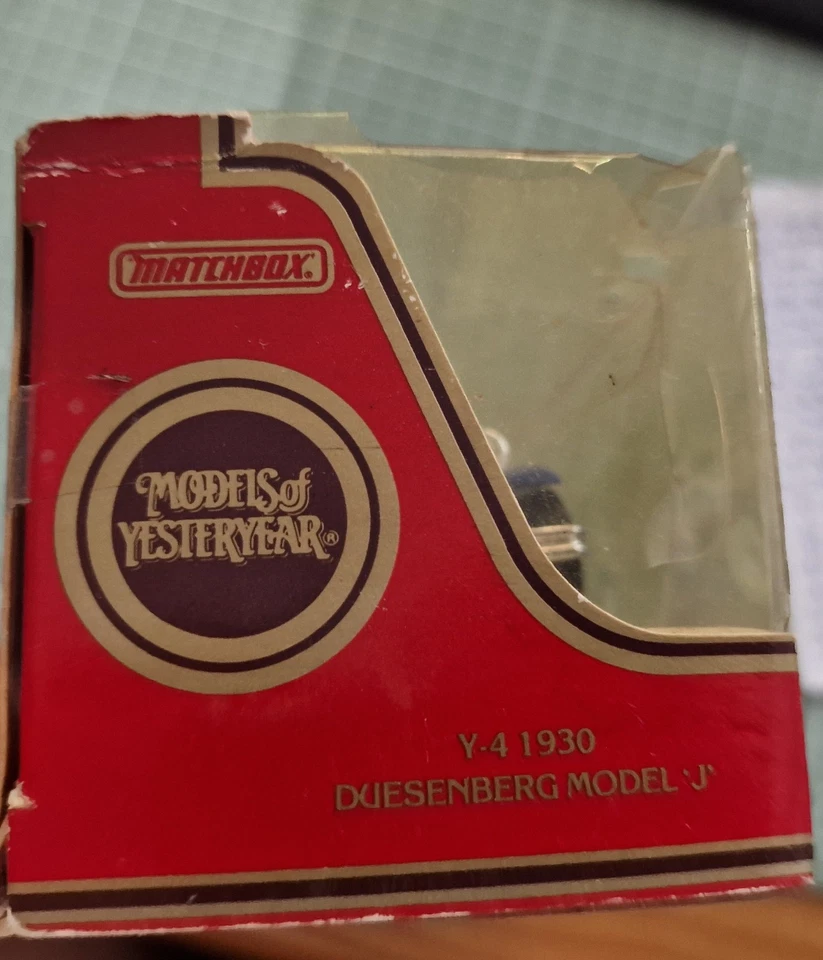 MATCHBOX®
MODELS of
YESTERYEAR®
Y-4 1930
DUESENBERG MODEL 'J'